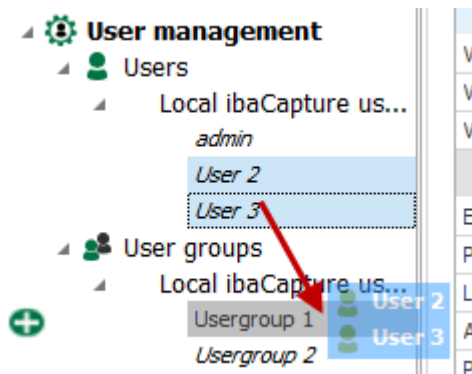 User management
Users
Local ibaCapture us...
admin
User 2
User 3
User groups
Local ibaCapture us...
Usergroup 1
User 2
User 3
Usergroup 2